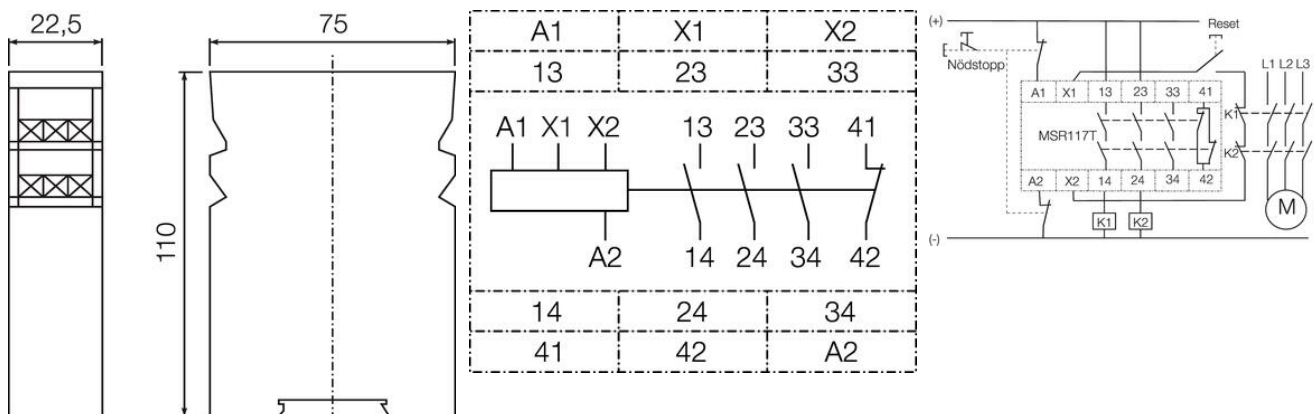 22,5
75
110
A1 X1 X2
13 23 33
A1 X1 X2 13 23 33 41
A2 14 24 34 42
14 24 34
41 42 A2
(+)
Reset
Nödstopp
L1 L2 L3
A1 X1 13 23 33 41
K1
MSR117T
K2
A2 X2 14 24 34 42
K1 K2
M
(-)